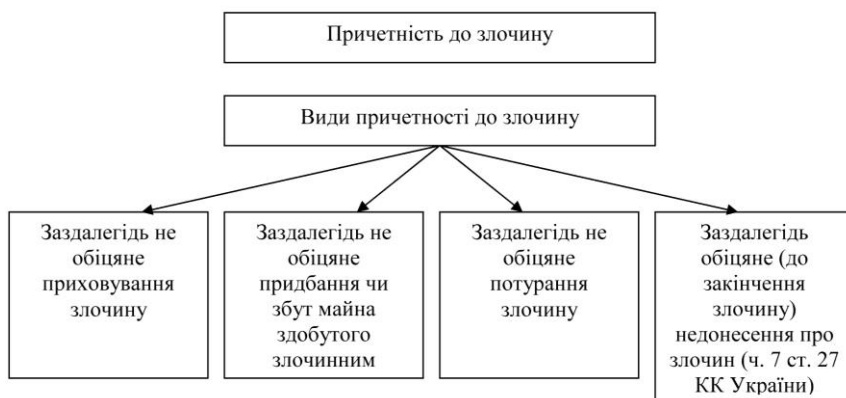 Причетність до злочину
Види причетності до злочину
Заздалегідь не
обіцяне
приховування
злочину
Заздалегідь не
обіцяне
придбання чи
збут майна
здобутого
злочинним
Заздалегідь не
обіцяне
потурання
злочину
Заздалегідь
обіцяне (до
закінчення
злочину)
недонесення про
злочин (ч. 7 ст. 27
КК України)